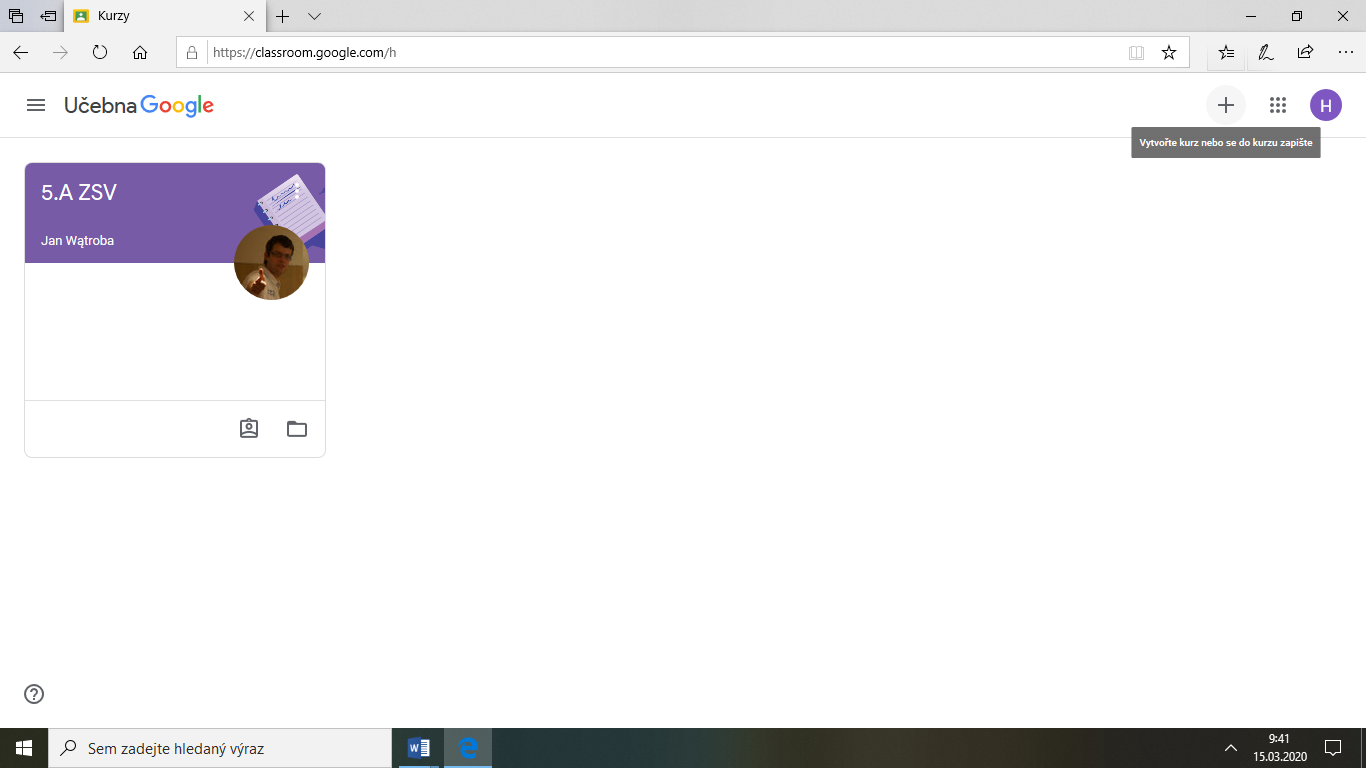 Kurzy
https://classroom.google.com/h
Učebna Google
H
Vytvořte kurz nebo se do kurzu zapište
5.A ZSV
Jan Wątroba
Sem zadejte hledaný výraz
9:41
15.03.2020